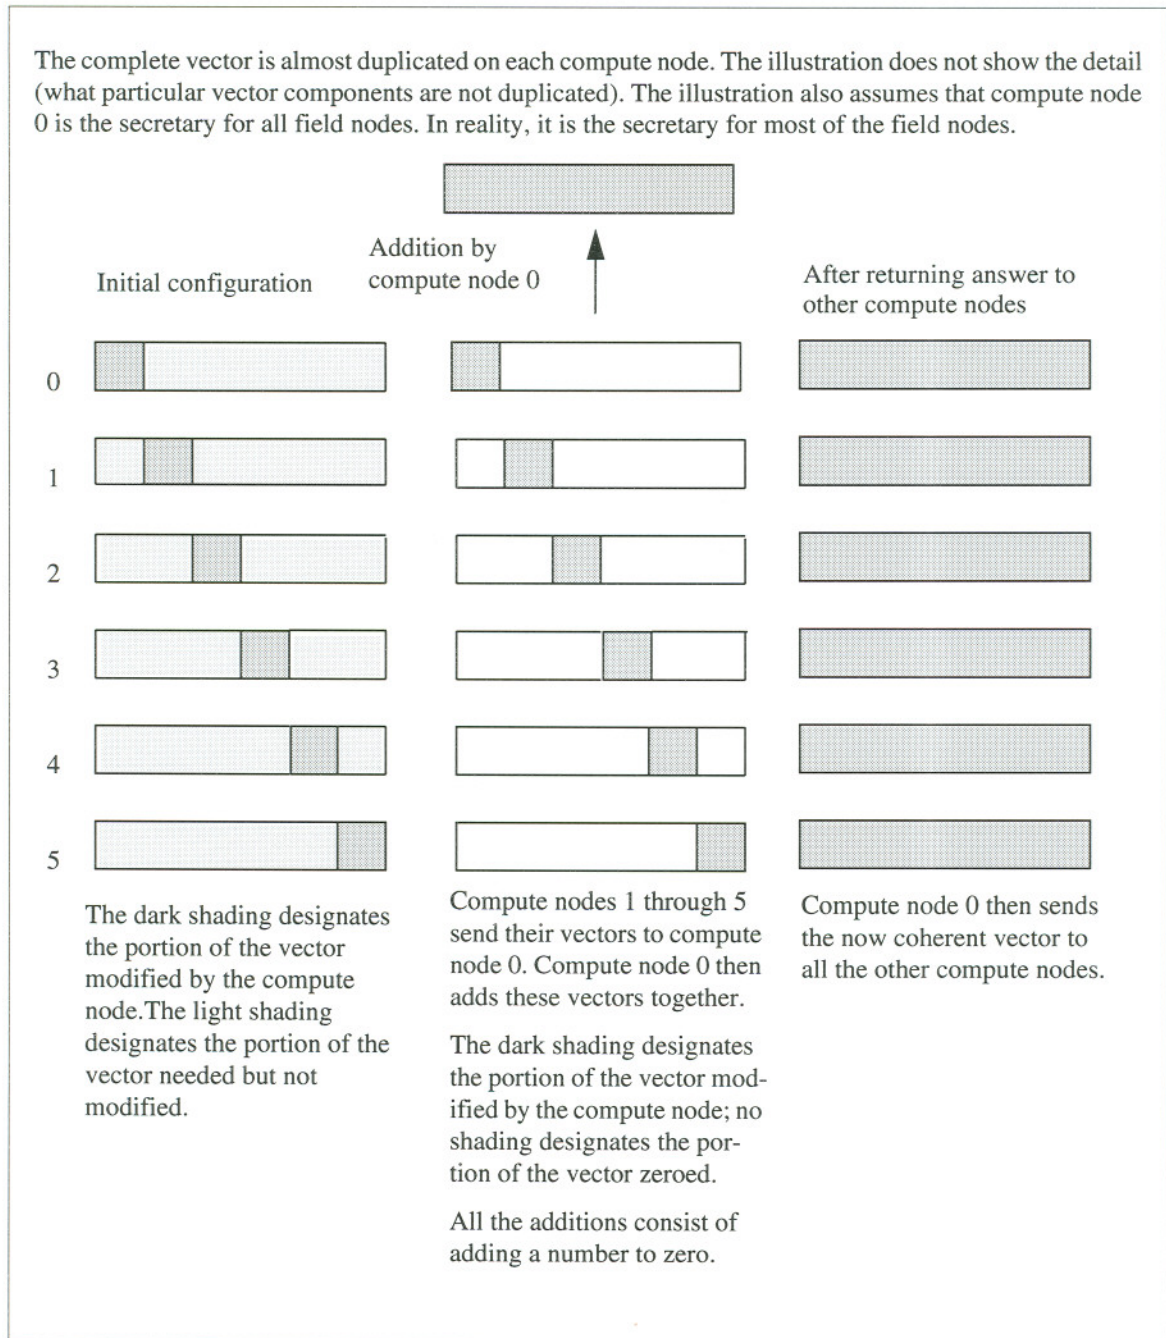 The complete vector is almost duplicated on each compute node. The illustration does not show the detail
(what particular vector components are not duplicated). The illustration also assumes that compute node
0 is the secretary for all field nodes. In reality, it is the secretary for most of the field nodes.
Initial configuration
Addition by
compute node 0
After returning answer to
other compute nodes
0
1
2
3
4
5
The dark shading designates
the portion of the vector
modified by the compute
node.The light shading
designates the portion of the
vector needed but not
modified.
Compute nodes 1 through 5
send their vectors to compute
node 0. Compute node 0 then
adds these vectors together.
The dark shading designates
the portion of the vector mod-
ified by the compute node; no
shading designates the por-
tion of the vector zeroed.
All the additions consist of
adding a number to zero.
Compute node 0 then sends
the now coherent vector to
all the other compute nodes.